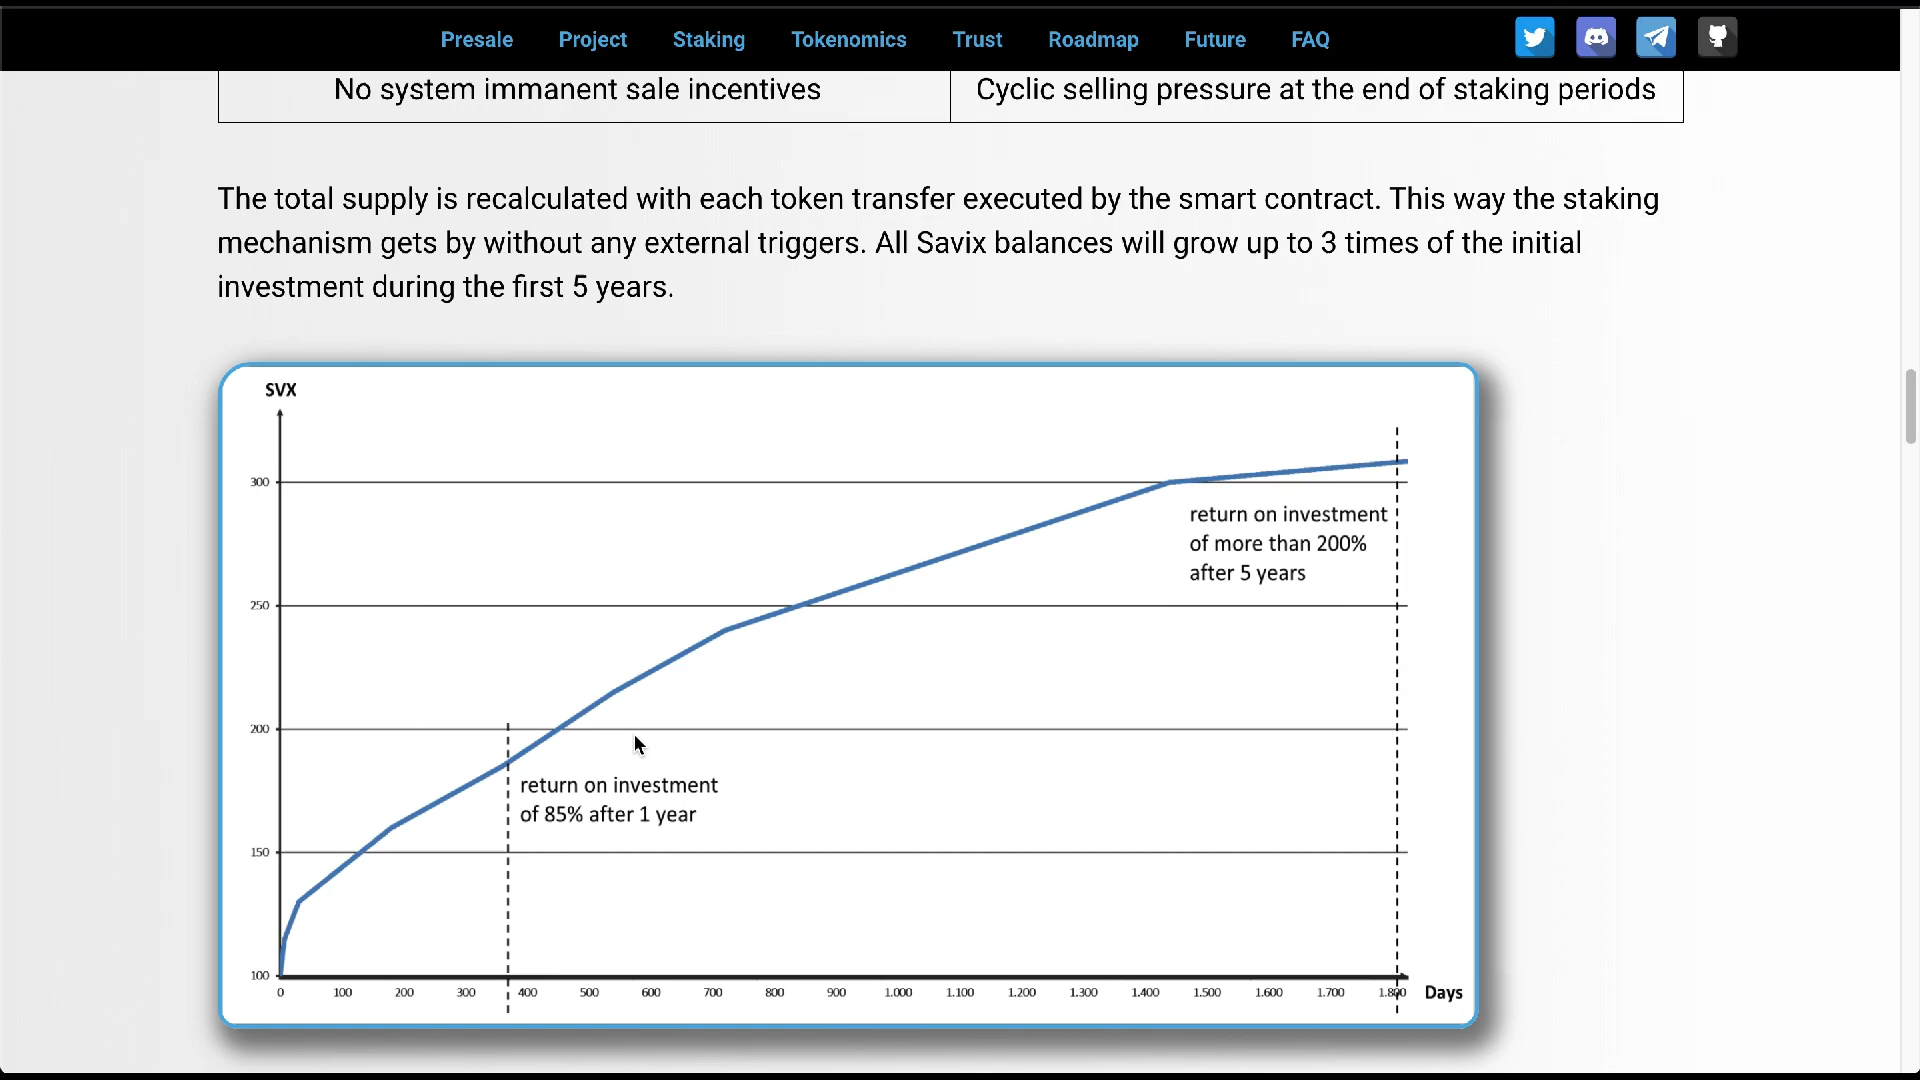 Presale Project Staking Tokenomics Trust Roadmap Future FAQ
No system immanent sale incentives
Cyclic selling pressure at the end of staking periods
The total supply is recalculated with each token transfer executed by the smart contract. This way the staking
mechanism gets by without any external triggers. All Savix balances will grow up to 3 times of the initial
investment during the first 5 years.
SVX
300
return on investment
of more than 200%
after 5 years
250
200
return on investment
of 85% after 1 year
150
100
0 100 200 300 400 500 600 700 800 900 1.000 1.100 1.200 1.300 1.400 1.500 1.600 1.700 1.800 Days